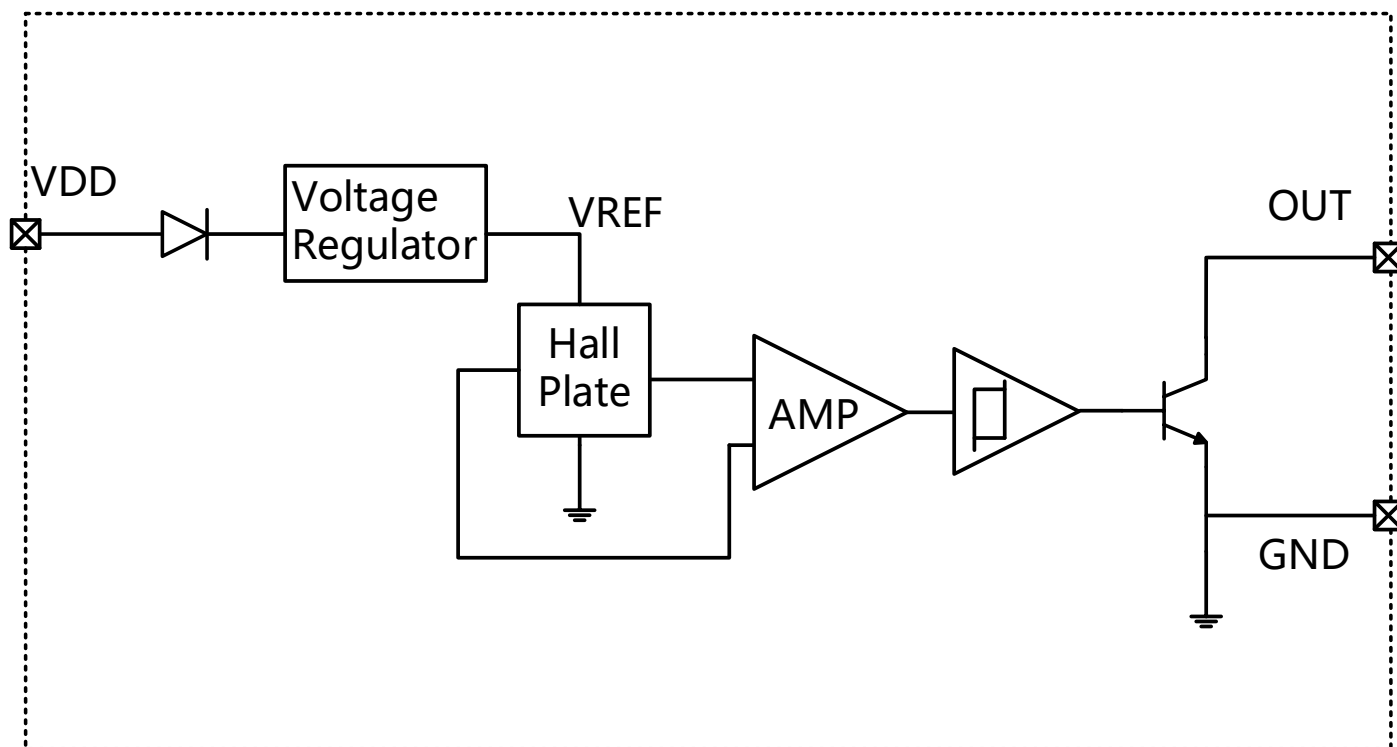 VDD
Voltage
Regulator
VREF
OUT
Hall
Plate
AMP
GND